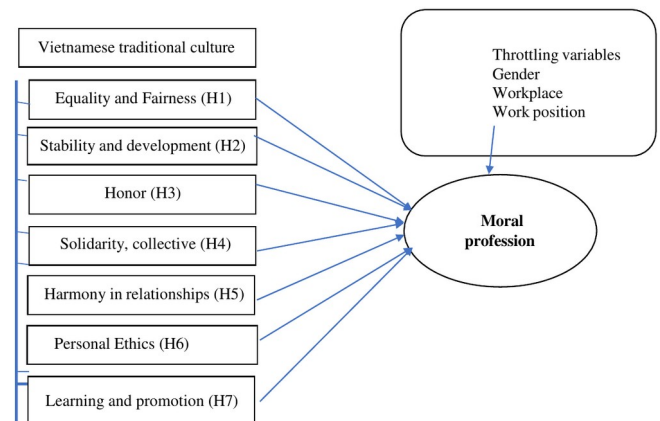 Vietnamese traditional culture
Equality and Fairness (H1)
Stability and development (H2)
Honor (H3)
Solidarity, collective (H4)
Harmony in relationships (H5)
Personal Ethics (H6)
Learning and promotion (H7)
Throttling variables
Gender
Workplace
Work position
Moral
profession